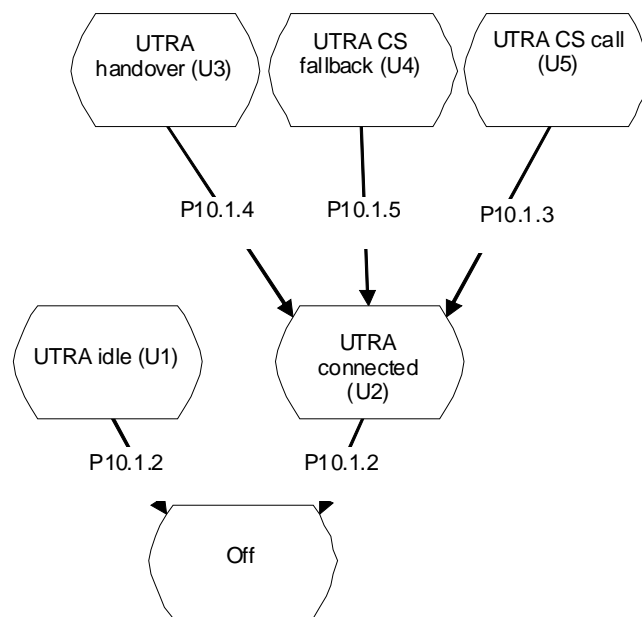 UTRA
handover (U3)
UTRA CS
fallback (U4)
UTRA CS call
(U5)
P10.1.4
P10.1.5
P10.1.3
UTRA idle (U1)
UTRA
connected
(U2)
P10.1.2
P10.1.2
Off